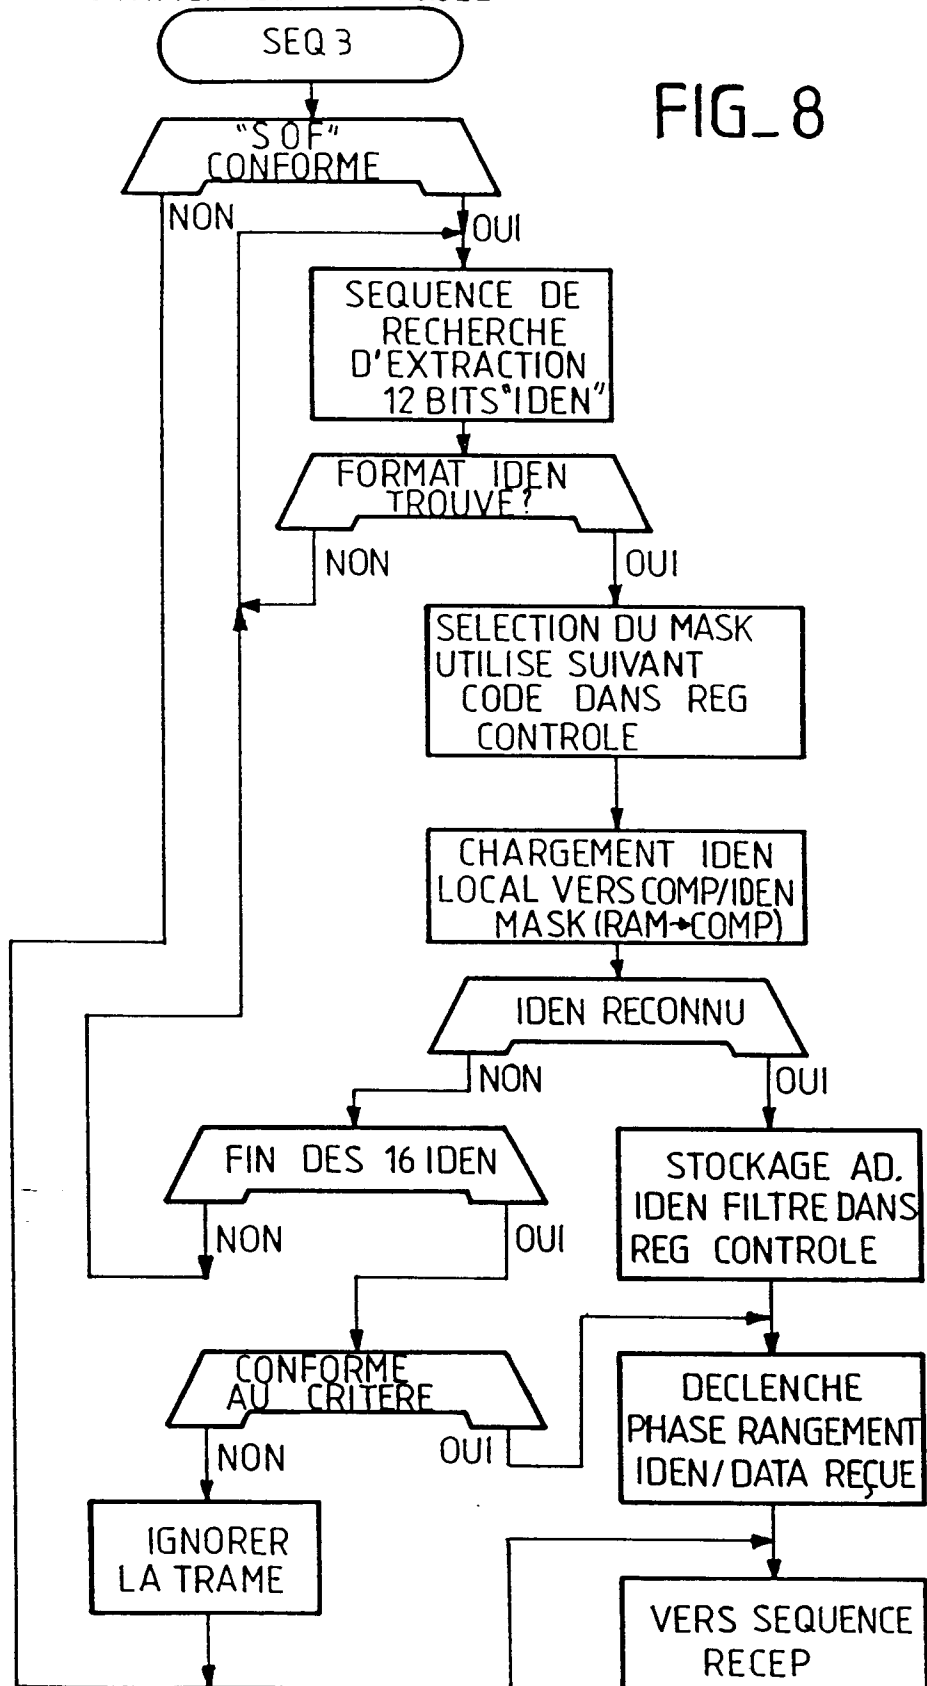 SEQ 3
FIG_8
"SOF"
CONFORME
NON
OUI
SEQUENCE DE
RECHERCHE
D'EXTRACTION
12 BITS "IDEN"
FORMAT IDEN
TROUVE?
NON
OUI
SELECTION DU MASK
UTILISE SUIVANT
CODE DANS REG
CONTROLE
CHARGEMENT IDEN
LOCAL VERS COMP/IDEN
MASK (RAM→COMP)
IDEN RECONNU
NON
OUI
FIN DES 16 IDEN
NON
OUI
STOCKAGE AD.
IDEN FILTRE DANS
REG CONTROLE
CONFORME
AU CRITERE
NON
OUI
DECLENCHE
PHASE RANGEMENT
IDEN/DATA REÇUE
IGNORER
LA TRAME
VERS SEQUENCE
RECEP